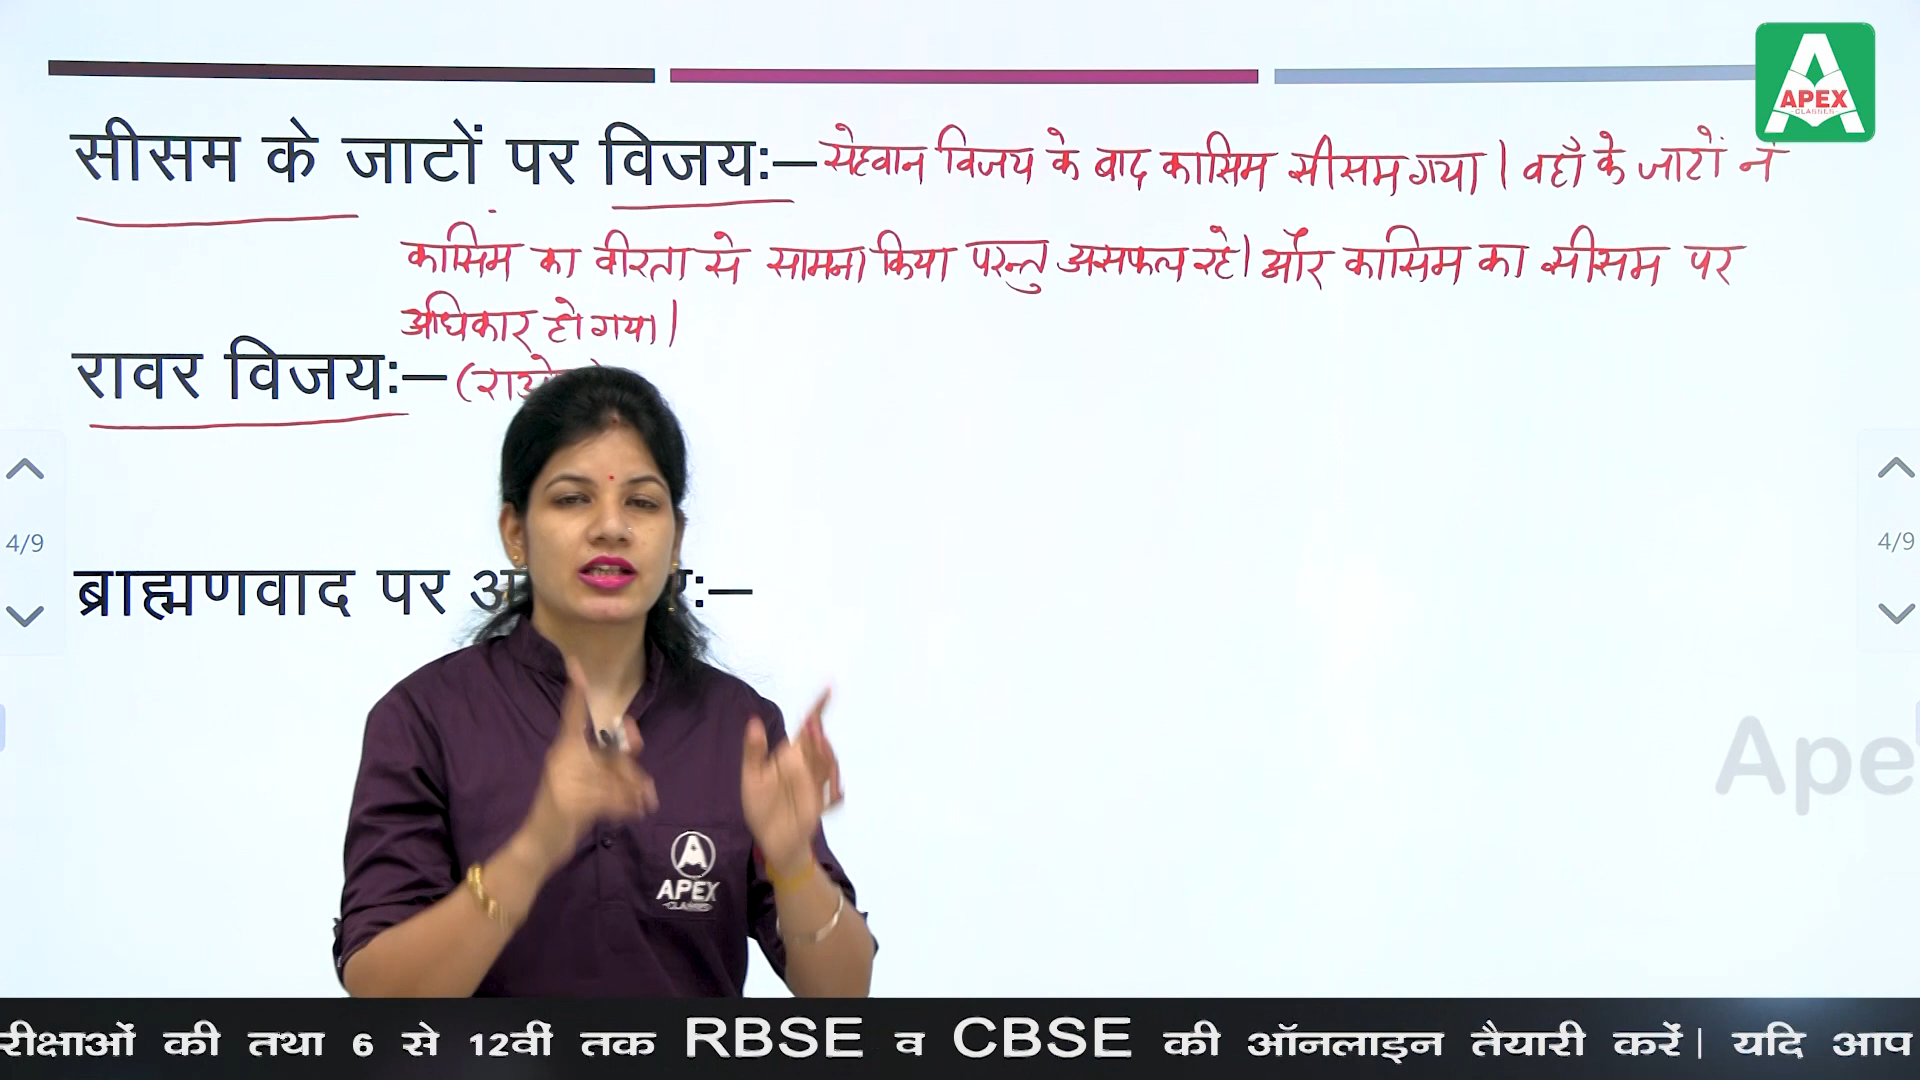 APEX
CLASSES
सीसम के जाटों पर विजयः– सेहवान विजय के बाद कासिम सीसम गया। वहाँ के जाटों ने
कासिम का वीरता से सामना किया परन्तु असफल रहे। और कासिम का सीसम पर
अधिकार हो गया।
रावर विजयः–
4/9
4/9
ब्राह्मणवाद पर
Ape
A
APEX
CLASSES
रीक्षाओं की तथा 6 से 12वीं तक RBSE व CBSE की ऑनलाइन तैयारी करें| यदि आप